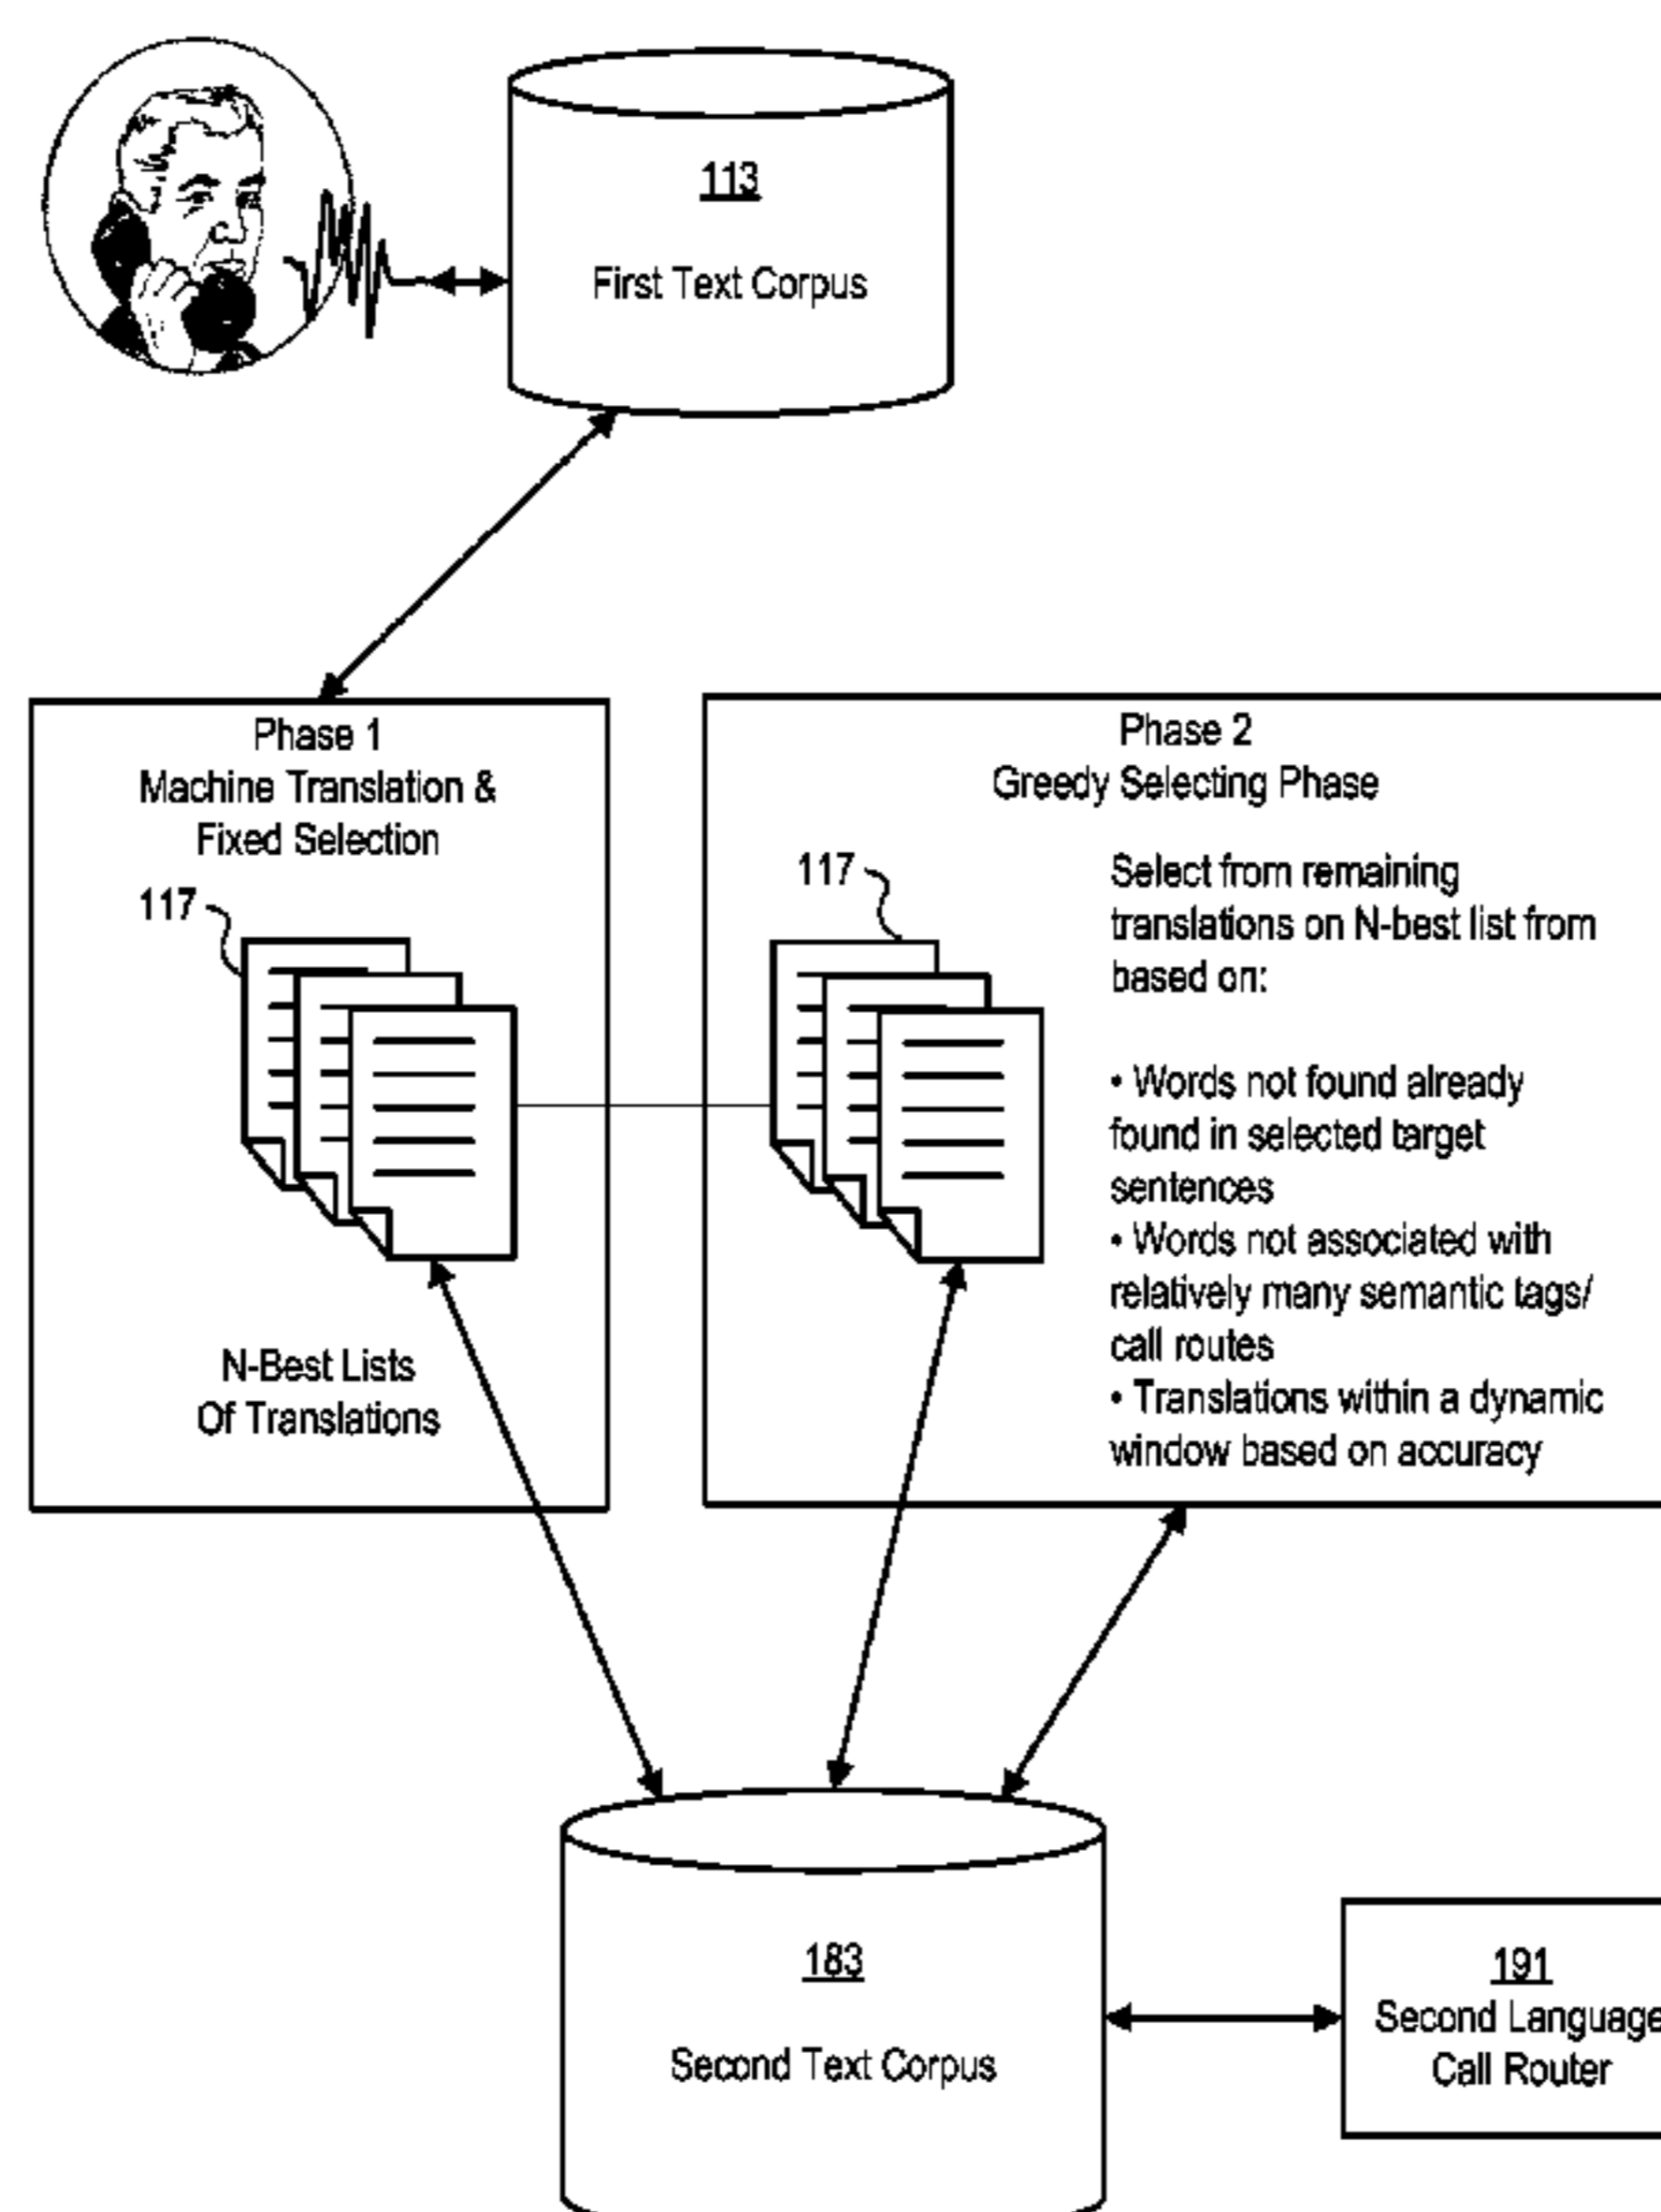 113
First Text Corpus
Phase 1
Machine Translation &
Fixed Selection
117
N-Best Lists
Of Translations
Phase 2
Greedy Selecting Phase
117
Select from remaining
translations on N-best list from
based on:
• Words not found already
found in selected target
sentences
• Words not associated with
relatively many semantic tags/
call routes
• Translations within a dynamic
window based on accuracy
183
Second Text Corpus
191
Second Language
Call Router